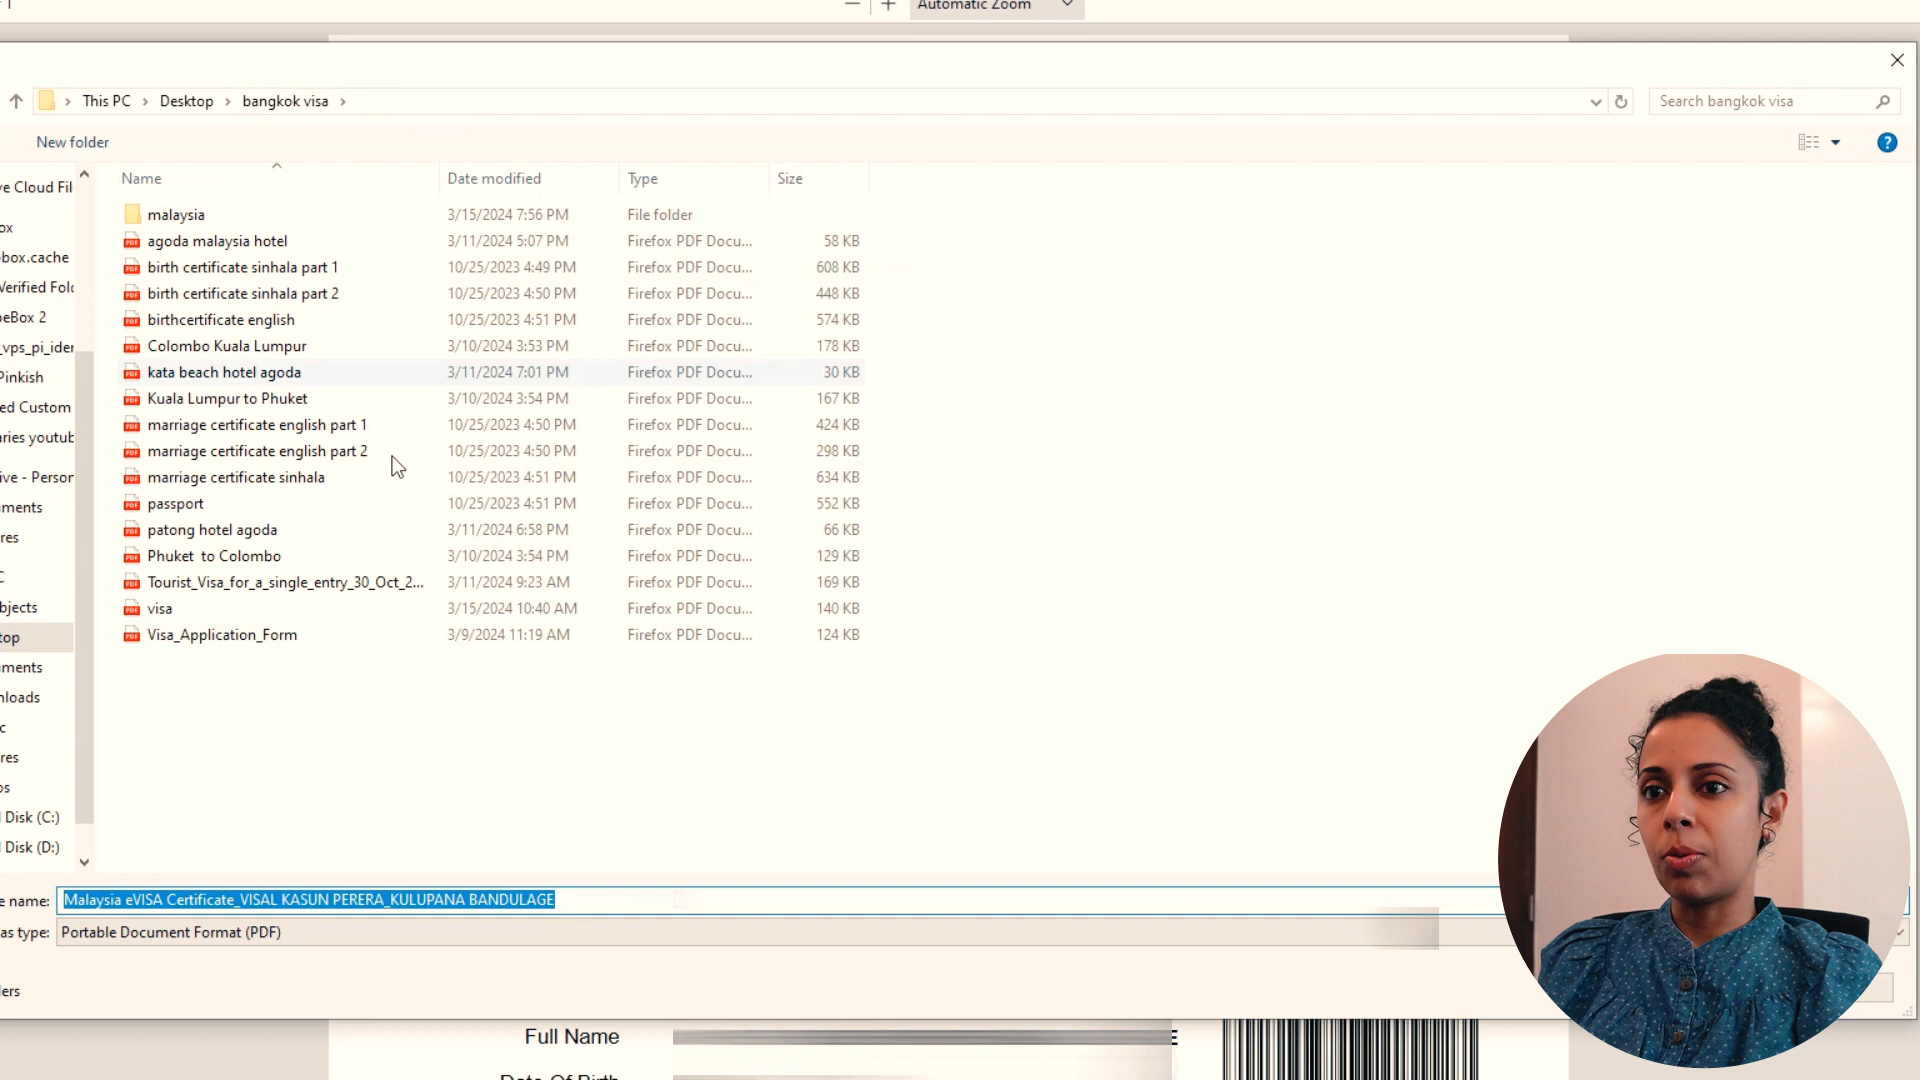 Automatic Zoom
This PC > Desktop > bangkok visa >
Search bangkok visa
New folder
Name Date modified Type Size
malaysia 3/15/2024 7:56 PM File folder
agoda malaysia hotel 3/11/2024 5:07 PM Firefox PDF Docu... 58 KB
birth certificate sinhala part 1 10/25/2023 4:49 PM Firefox PDF Docu... 608 KB
birth certificate sinhala part 2 10/25/2023 4:50 PM Firefox PDF Docu... 448 KB
birthcertificate english 10/25/2023 4:51 PM Firefox PDF Docu... 574 KB
Colombo Kuala Lumpur 3/10/2024 3:53 PM Firefox PDF Docu... 178 KB
kata beach hotel agoda 3/11/2024 7:01 PM Firefox PDF Docu... 30 KB
Kuala Lumpur to Phuket 3/10/2024 3:54 PM Firefox PDF Docu... 167 KB
marriage certificate english part 1 10/25/2023 4:50 PM Firefox PDF Docu... 424 KB
marriage certificate english part 2 10/25/2023 4:50 PM Firefox PDF Docu... 298 KB
marriage certificate sinhala 10/25/2023 4:51 PM Firefox PDF Docu... 634 KB
passport 10/25/2023 4:51 PM Firefox PDF Docu... 552 KB
patong hotel agoda 3/11/2024 6:58 PM Firefox PDF Docu... 66 KB
Phuket to Colombo 3/10/2024 3:54 PM Firefox PDF Docu... 129 KB
Tourist_Visa_for_a_single_entry_30_Oct_2... 3/11/2024 9:23 AM Firefox PDF Docu... 169 KB
visa 3/15/2024 10:40 AM Firefox PDF Docu... 140 KB
Visa_Application_Form 3/9/2024 11:19 AM Firefox PDF Docu... 124 KB
ve Cloud Fil
ox
box.cache
Verified Fol
eBox 2
_vps_pi_ider
Pinkish
ed Custom
aries youtub
ive - Person
uments
res
C
bjects
top
uments
nloads
c
res
os
l Disk (C:)
l Disk (D:)
e name: Malaysia eVISA Certificate_VISAL KASUN PERERA_KULUPANA BANDULAGE
as type: Portable Document Format (PDF)
ders
Full Name
Date Of Birth